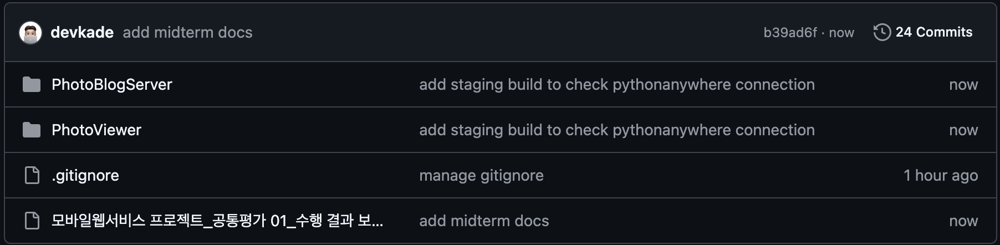 devkade add midterm docs b39ad6f · now 24 Commits
PhotoBlogServer add staging build to check pythonanywhere connection now
PhotoViewer add staging build to check pythonanywhere connection now
.gitignore manage gitignore 1 hour ago
모바일웹서비스 프로젝트_공통평가 01_수행 결과 보... add midterm docs now